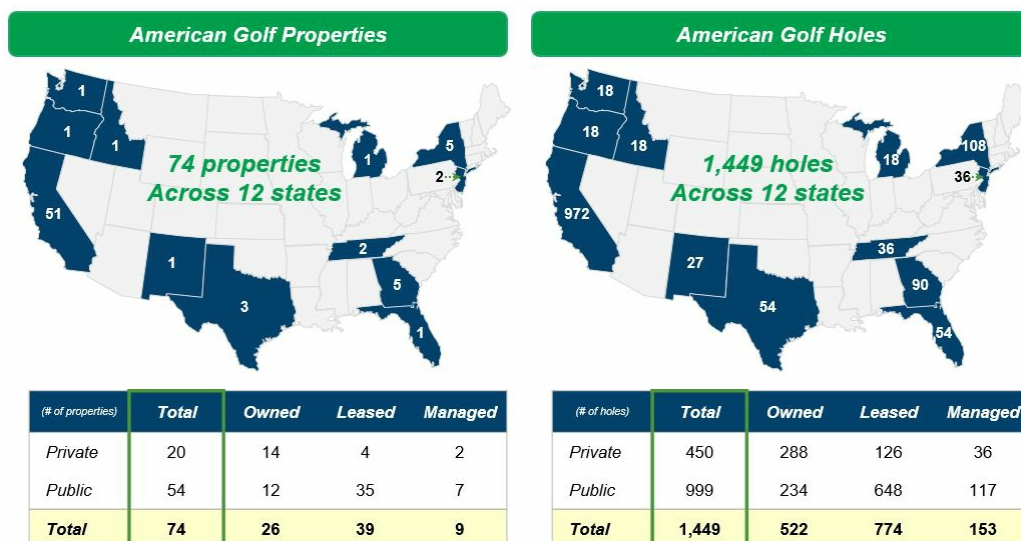 American Golf Properties
1
1
1
1
5
2
74 properties
Across 12 states
51
2
1
5
3
1
(# of properties) Total Owned Leased Managed
Private 20 14 4 2
Public 54 12 35 7
Total 74 26 39 9
American Golf Holes
18
18
18
18
108
36
1,449 holes
Across 12 states
972
36
27
90
54
54
(# of holes) Total Owned Leased Managed
Private 450 288 126 36
Public 999 234 648 117
Total 1,449 522 774 153